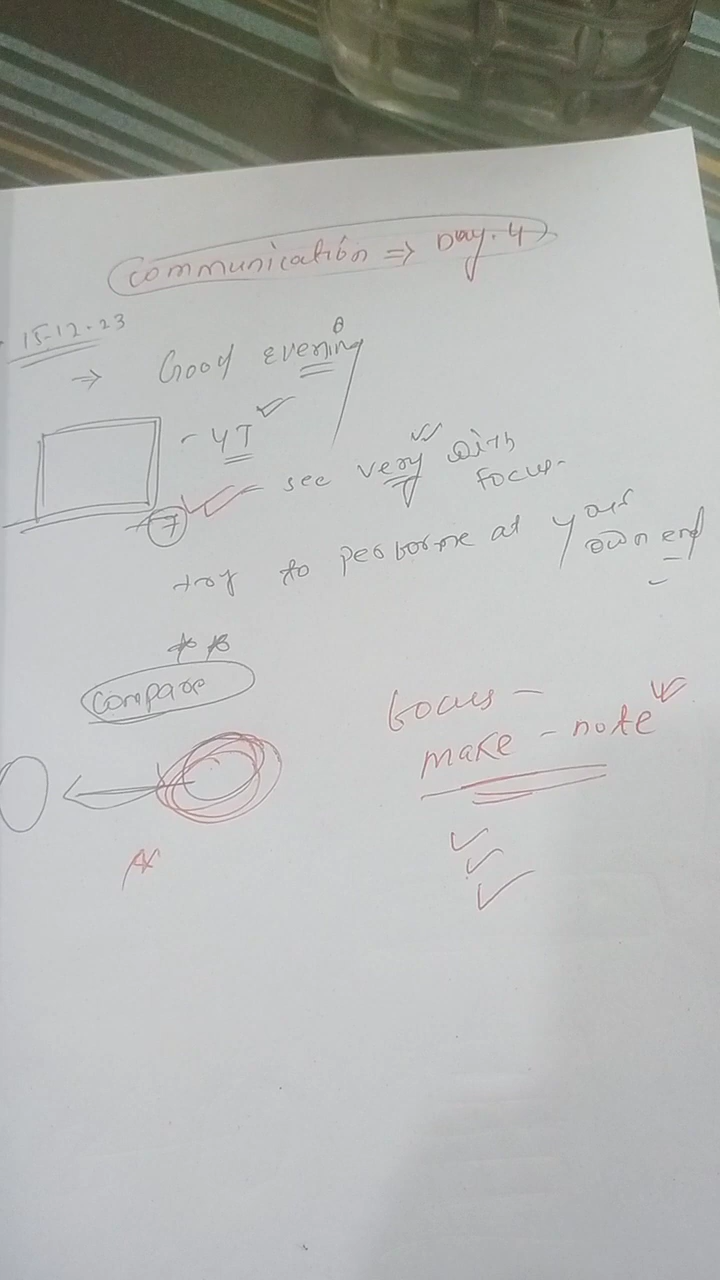 communication ⇒ Day. 4
15-12-23
⇒ Good evening
- YT
7 see very with
focus-
try to performe at your
own end
compare
focus -
make - note